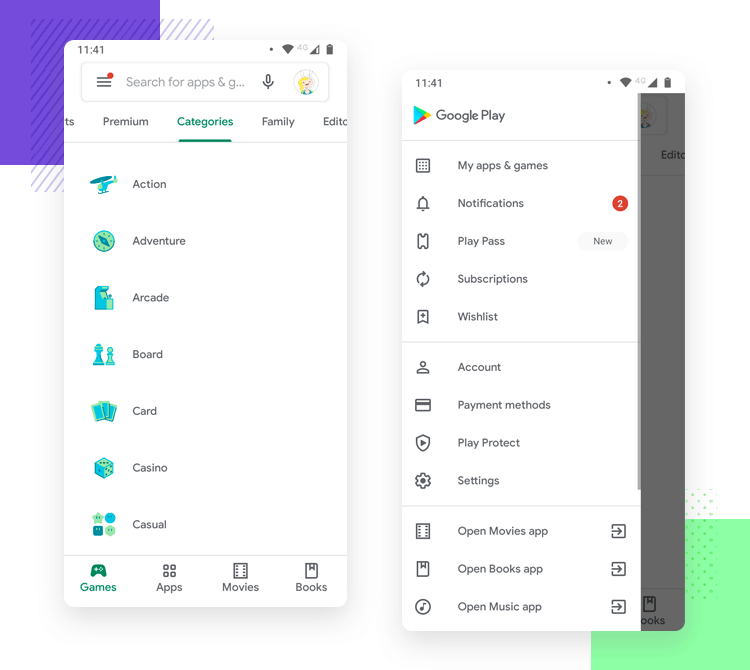 11:41
4G
Search for apps & g...
ts Premium Categories Family Edito
Action
Adventure
Arcade
Board
Card
Casino
Casual
Games Apps Movies Books
11:41
4G
Google Play
Edito
My apps & games
Notifications 2
Play Pass New
Subscriptions
Wishlist
Account
Payment methods
Play Protect
Settings
Open Movies app
Open Books app
Open Music app
ooks